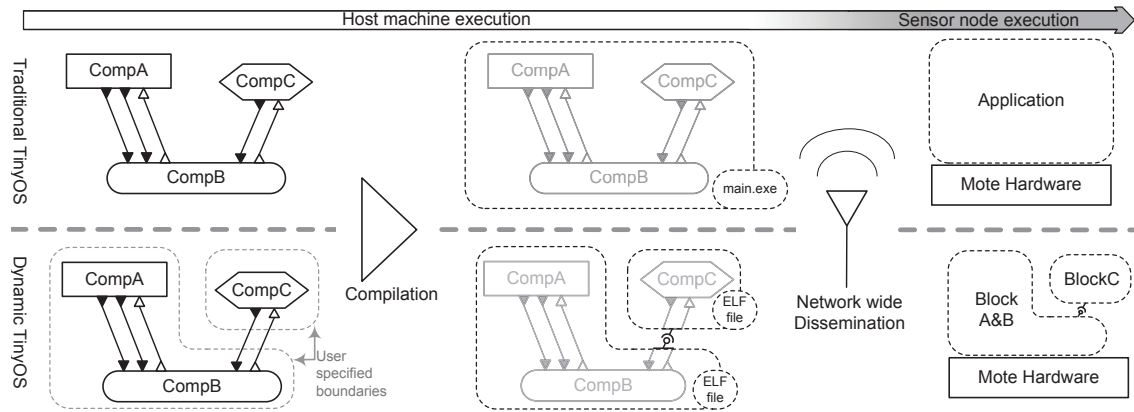 Host machine execution
Sensor node execution
Traditional TinyOS
CompA
CompC
CompB
CompA
CompC
CompB
main.exe
Application
Mote Hardware
Compilation
Network wide
Dissemination
Dynamic TinyOS
CompA
CompC
CompB
User
specified
boundaries
CompA
CompC
CompB
ELF
file
ELF
file
Block
A&B
BlockC
Mote Hardware